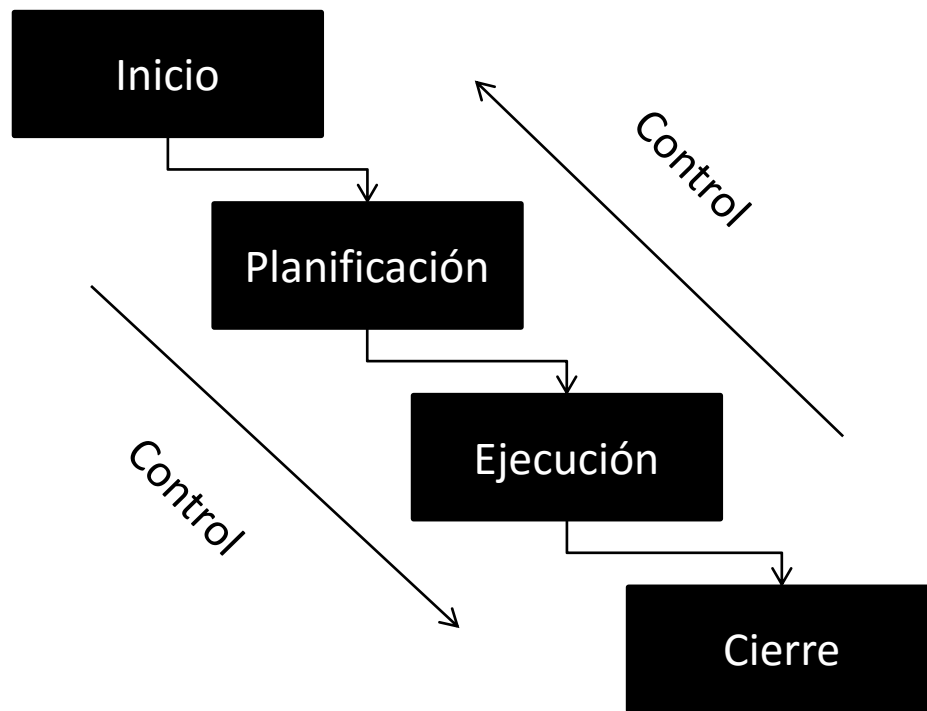 Inicio
Control
Planificación
Ejecución
Control
Cierre